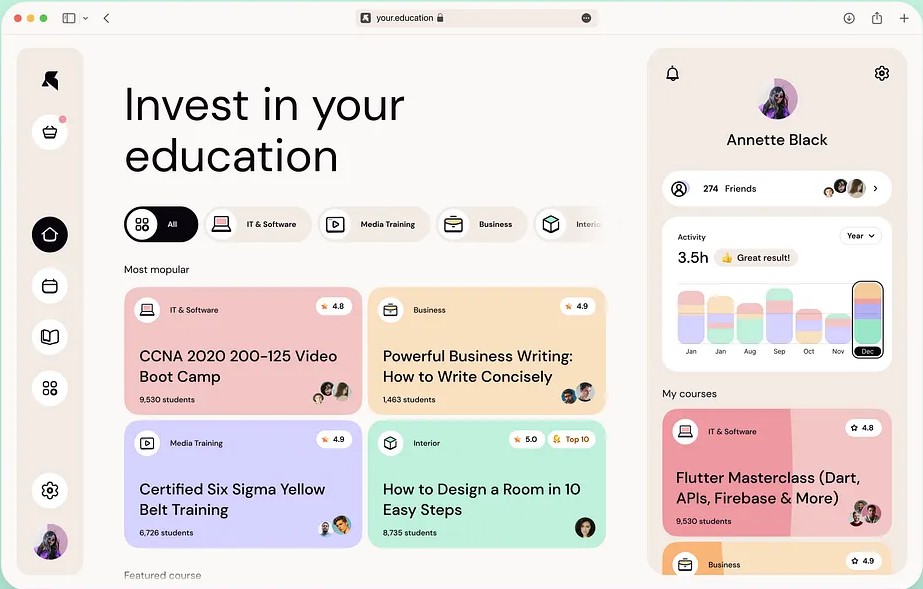 your.education
Invest in your
education
All
IT & Software
Media Training
Business
Interio
Most mopular
IT & Software
4.8
CCNA 2020 200-125 Video
Boot Camp
9,530 students
Business
4.9
Powerful Business Writing:
How to Write Concisely
1,463 students
Media Training
4.9
Certified Six Sigma Yellow
Belt Training
6,726 students
Interior
5.0
Top 10
How to Design a Room in 10
Easy Steps
8,735 students
Featured course
Annette Black
274 Friends
Activity
Year
3.5h
Great result!
Jan
Jan
Aug
Sep
Oct
Nov
Dec
My courses
IT & Software
4.8
Flutter Masterclass (Dart,
APIs, Firebase & More)
9,530 students
Business
4.9